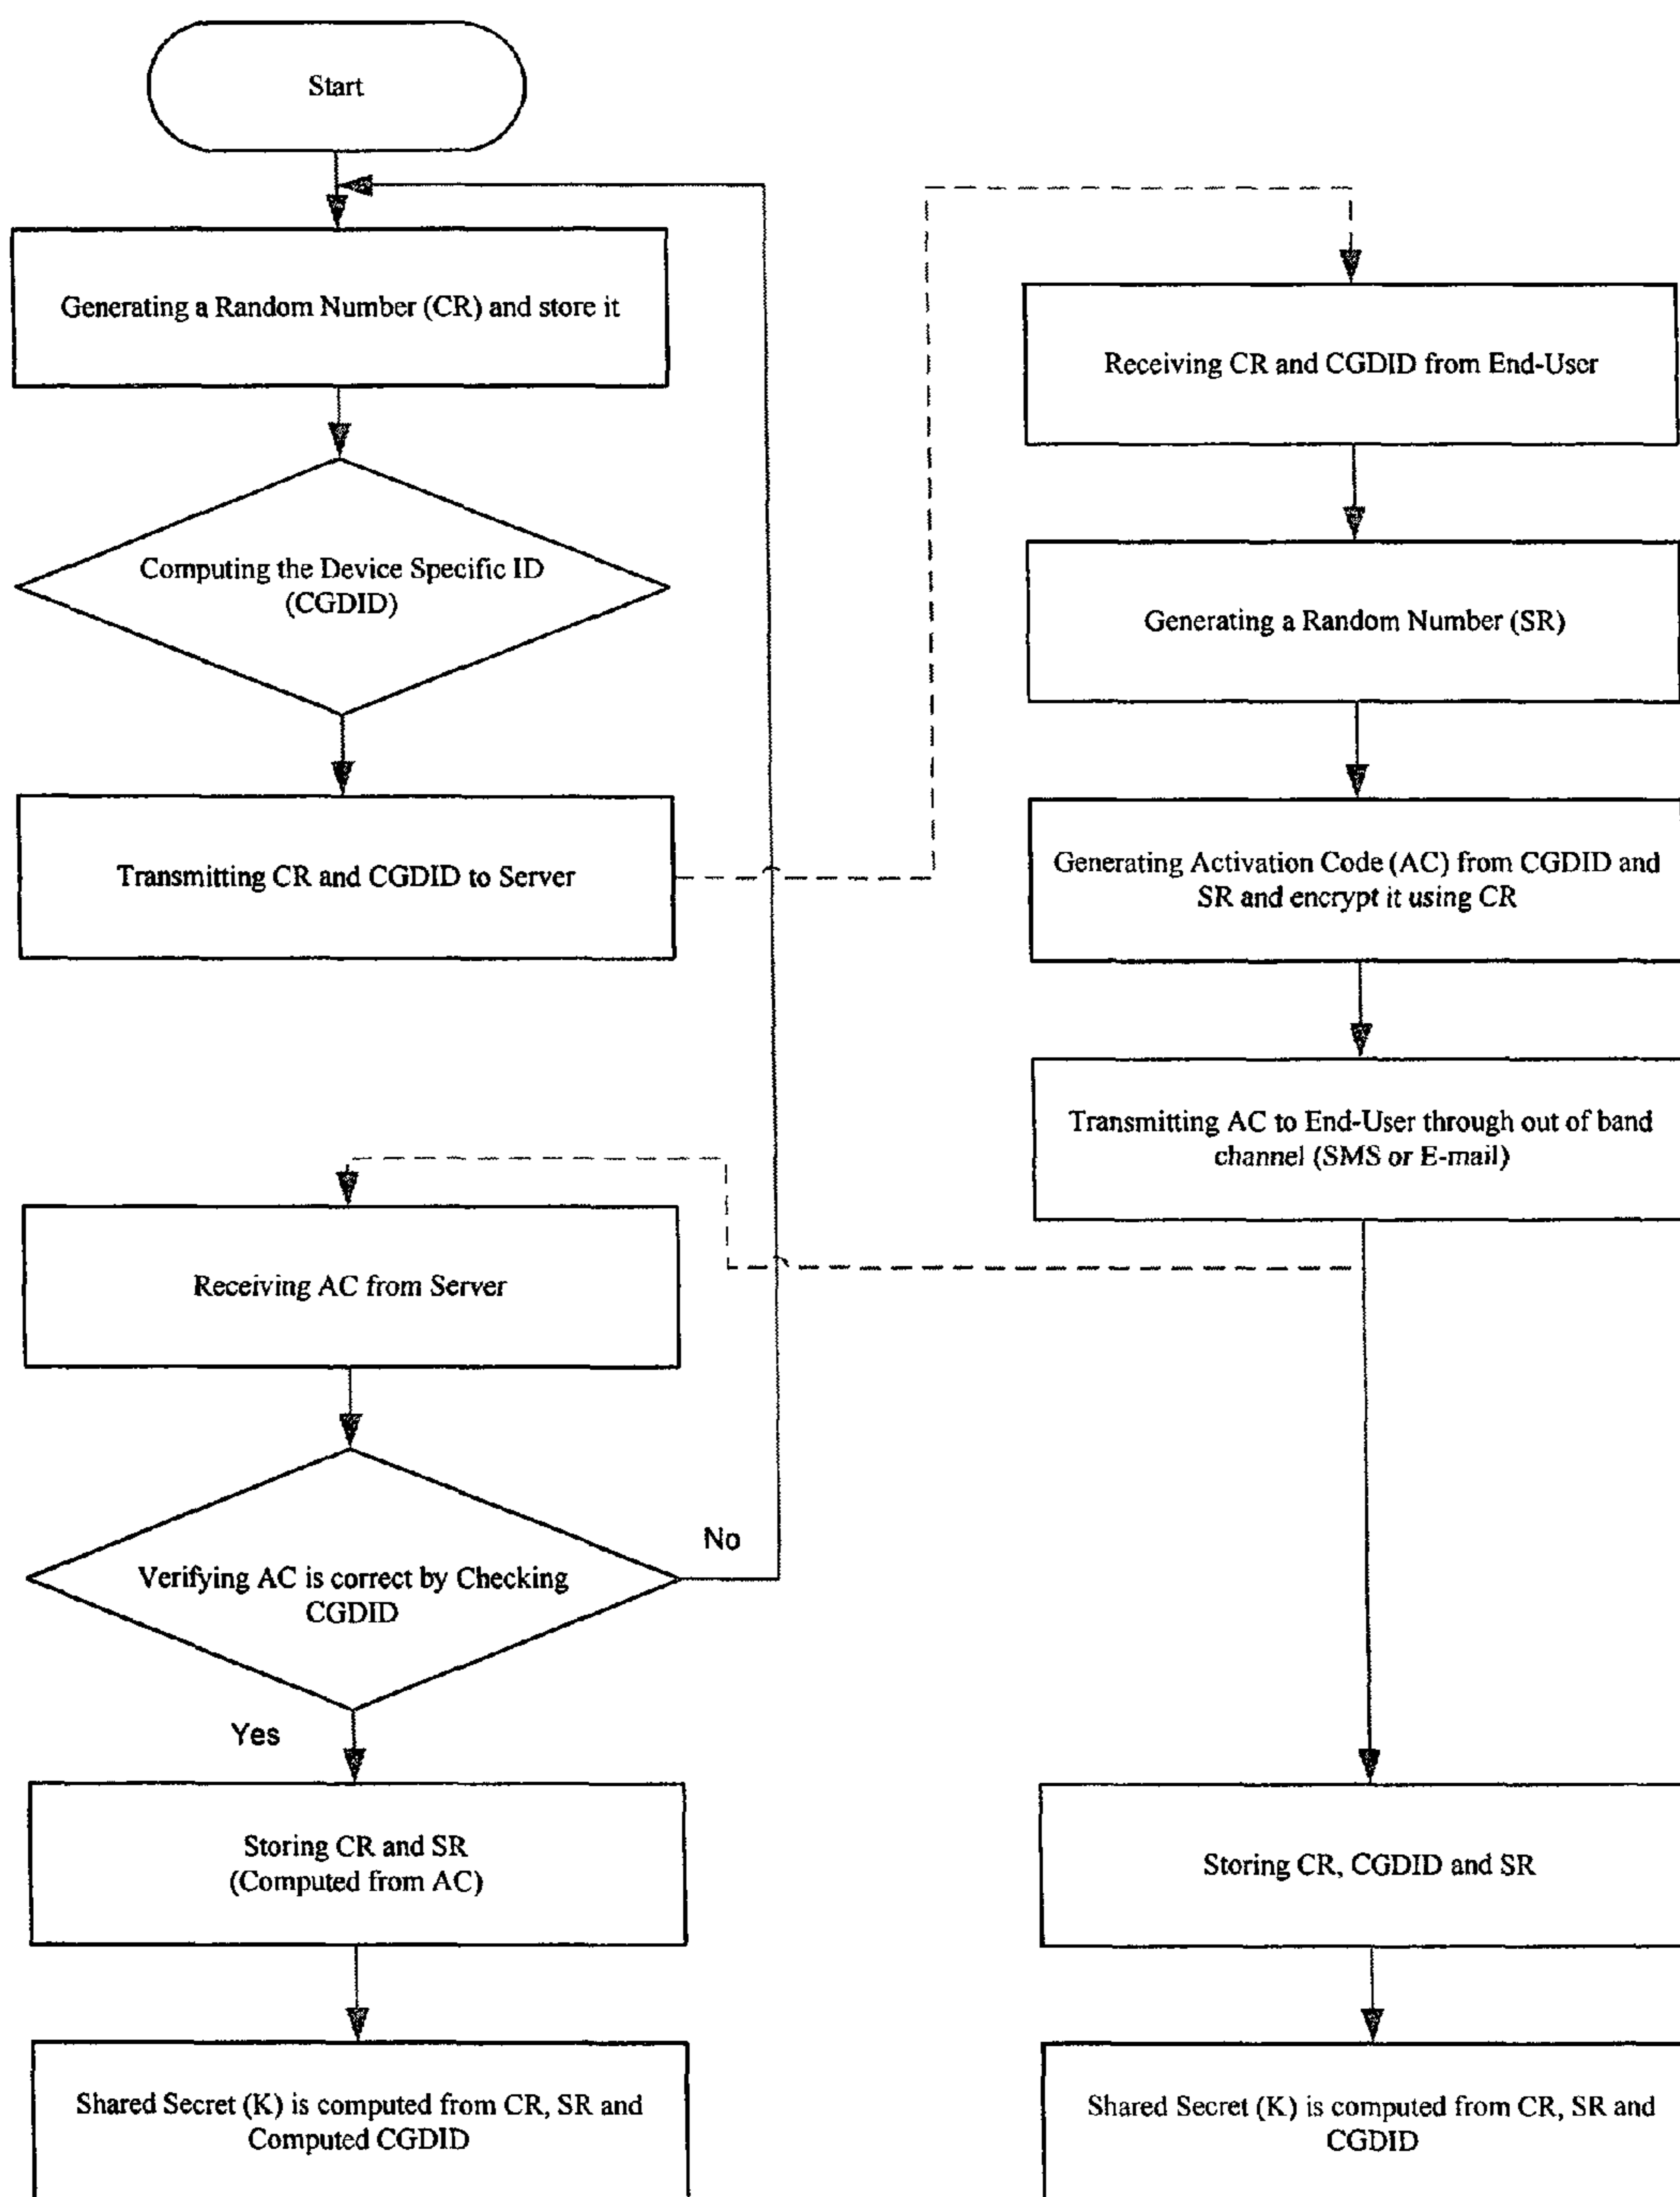 Start
Generating a Random Number (CR) and store it
Computing the Device Specific ID
(CGDID)
Transmitting CR and CGDID to Server
Receiving AC from Server
Verifying AC is correct by Checking
CGDID
No
Yes
Storing CR and SR
(Computed from AC)
Shared Secret (K) is computed from CR, SR and
Computed CGDID
Receiving CR and CGDID from End-User
Generating a Random Number (SR)
Generating Activation Code (AC) from CGDID and
SR and encrypt it using CR
Transmitting AC to End-User through out of band
channel (SMS or E-mail)
Storing CR, CGDID and SR
Shared Secret (K) is computed from CR, SR and
CGDID